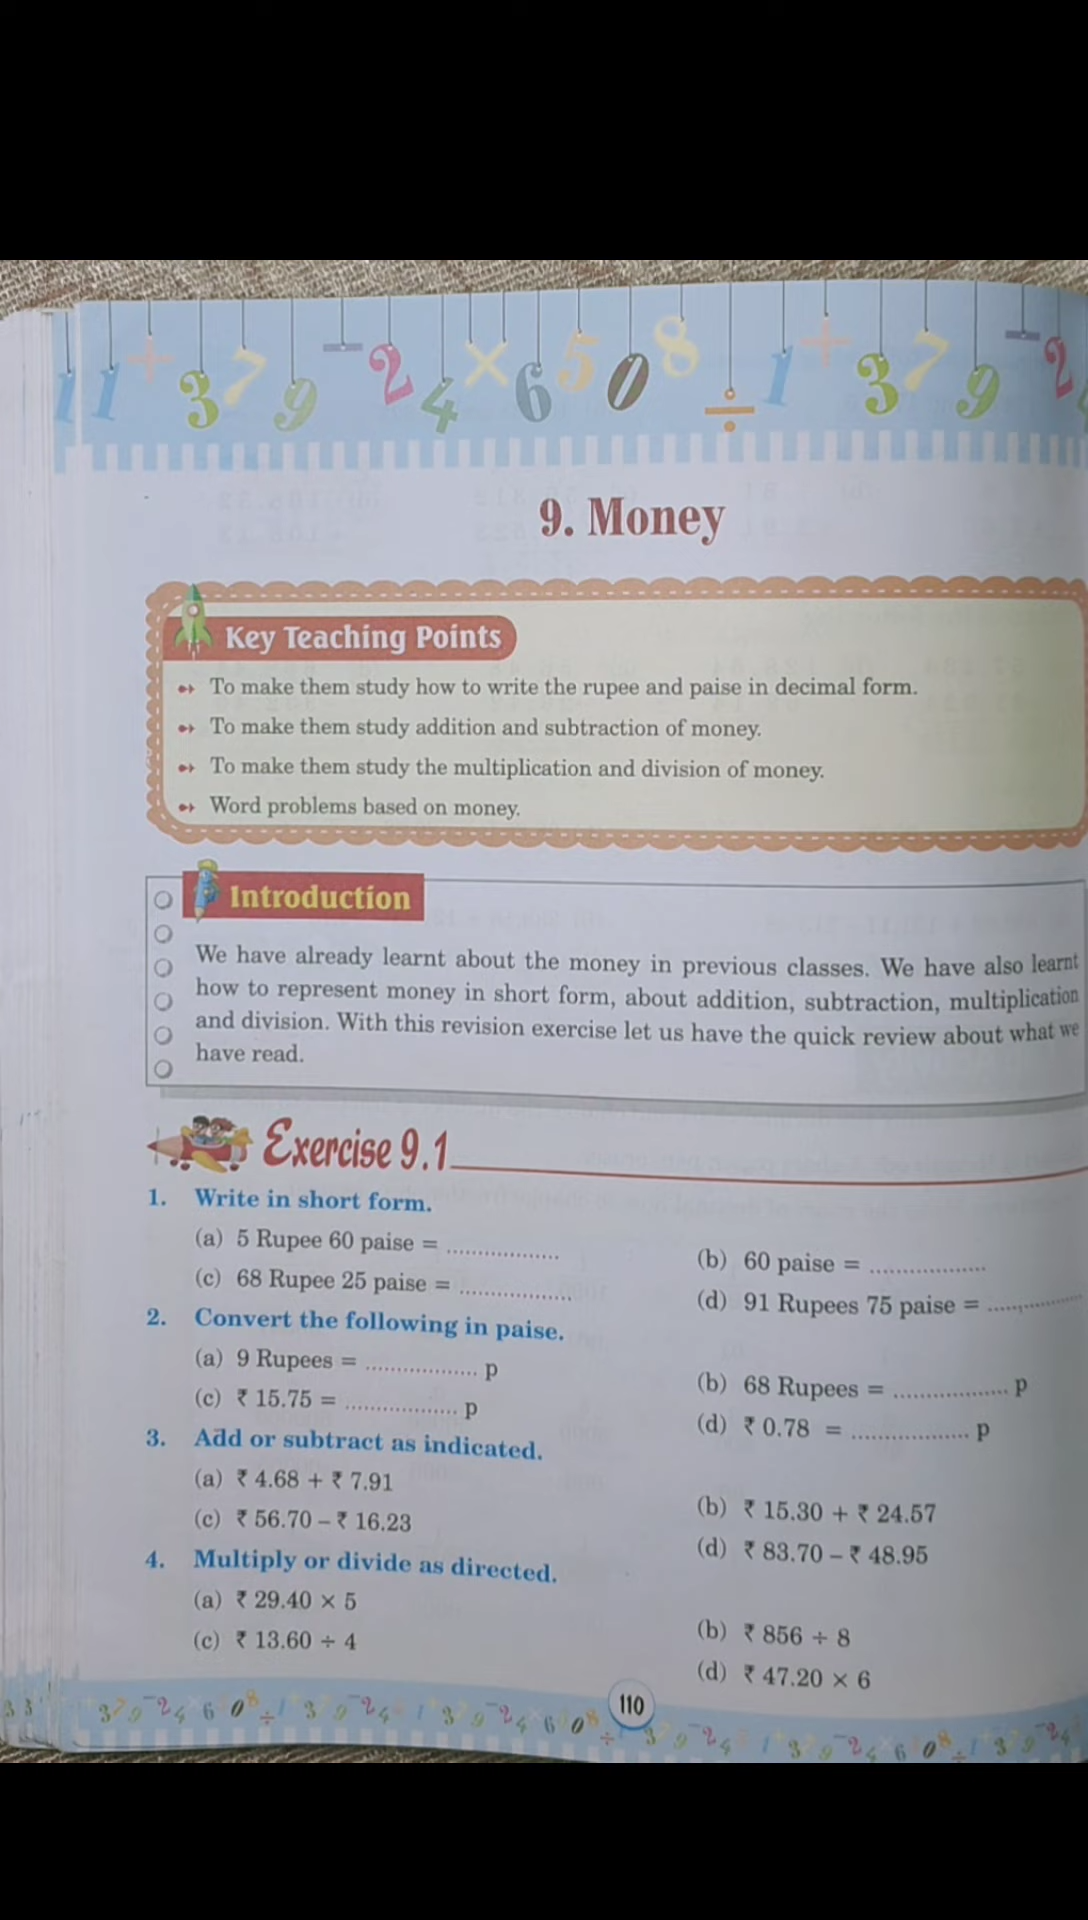 9. Money
Key Teaching Points
To make them study how to write the rupee and paise in decimal form.
To make them study addition and subtraction of money.
To make them study the multiplication and division of money.
Word problems based on money.
Introduction
We have already learnt about the money in previous classes. We have also learnt
how to represent money in short form, about addition, subtraction, multiplication
and division. With this revision exercise let us have the quick review about what we
have read.
Exercise 9.1
1. Write in short form.
(a) 5 Rupee 60 paise = ..................
(b) 60 paise = ..................
(c) 68 Rupee 25 paise = ..................
(d) 91 Rupees 75 paise = ..................
2. Convert the following in paise.
(a) 9 Rupees = .................. p
(b) 68 Rupees = .................. p
(c) ₹ 15.75 = .................. p
(d) ₹ 0.78 = .................. p
3. Add or subtract as indicated.
(a) ₹ 4.68 + ₹ 7.91
(b) ₹ 15.30 + ₹ 24.57
(c) ₹ 56.70 – ₹ 16.23
(d) ₹ 83.70 – ₹ 48.95
4. Multiply or divide as directed.
(a) ₹ 29.40 × 5
(b) ₹ 856 ÷ 8
(c) ₹ 13.60 ÷ 4
(d) ₹ 47.20 × 6
110